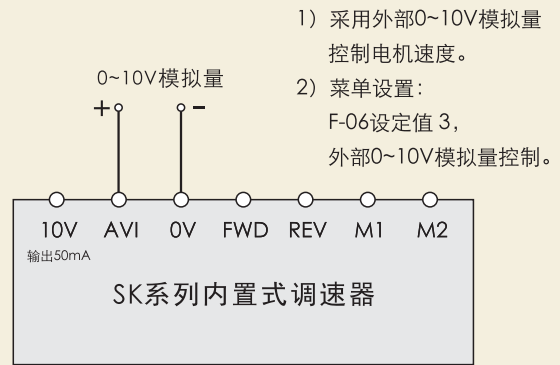 1）采用外部0~10V模拟量
控制电机速度。
2）菜单设置：
F-06设定值 3，
外部0~10V模拟量控制。
0~10V模拟量
+ -
10V AVI 0V FWD REV M1 M2
输出50mA
SK系列内置式调速器